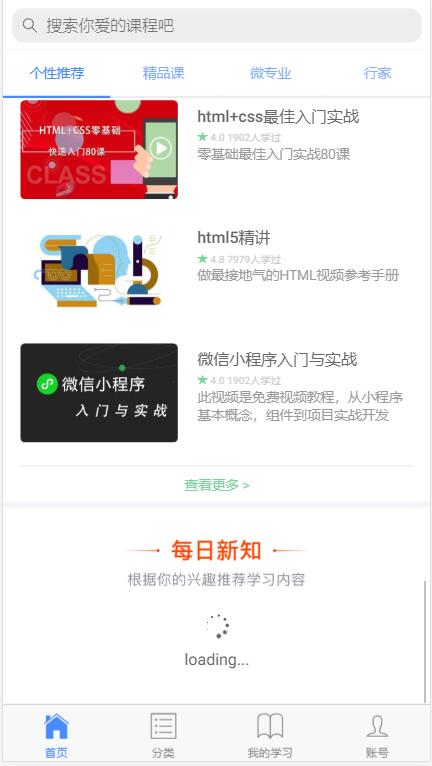 搜索你爱的课程吧
个性推荐
精品课
微专业
行家
HTML+CSS零基础
快速入门80课
CLASS
html+css最佳入门实战
4.0 1902人学过
零基础最佳入门实战80课
html5精讲
4.8 7979人学过
做最接地气的HTML视频参考手册
微信小程序
入门与实战
微信小程序入门与实战
4.0 1902人学过
此视频是免费视频教程，从小程序
基本概念，组件到项目实战开发
查看更多 >
每日新知
根据你的兴趣推荐学习内容
loading...
首页
分类
我的学习
账号